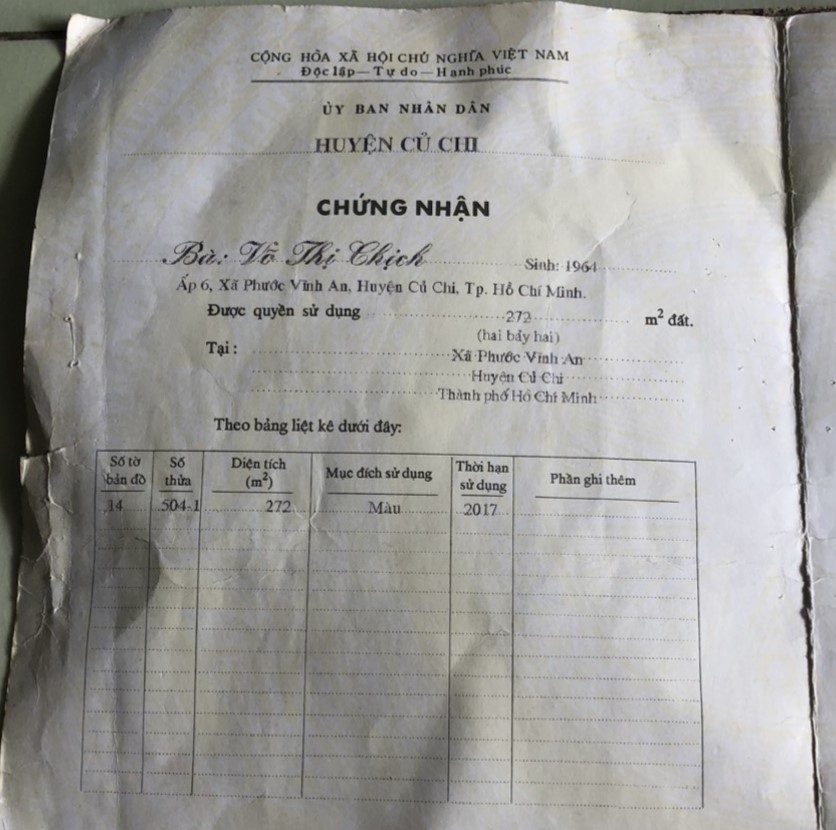 CỘNG HÒA XÃ HỘI CHỦ NGHĨA VIỆT NAM
Độc lập — Tự do — Hạnh phúc
ỦY BAN NHÂN DÂN
HUYỆN CỦ CHI
CHỨNG NHẬN
Bà: Võ Thị Chịch Sinh: 1964
Ấp 6, Xã Phước Vĩnh An, Huyện Củ Chi, Tp. Hồ Chí Minh.
Được quyền sử dụng 272 m² đất.
(hai bảy hai)
Tại : Xã Phước Vĩnh An
Huyện Củ Chi
Thành phố Hồ Chí Minh
Theo bảng liệt kê dưới đây:
Số tờ bản đồ Số thửa Diện tích (m²) Mục đích sử dụng Thời hạn sử dụng Phần ghi thêm
14 504-1 272 Màu 2017